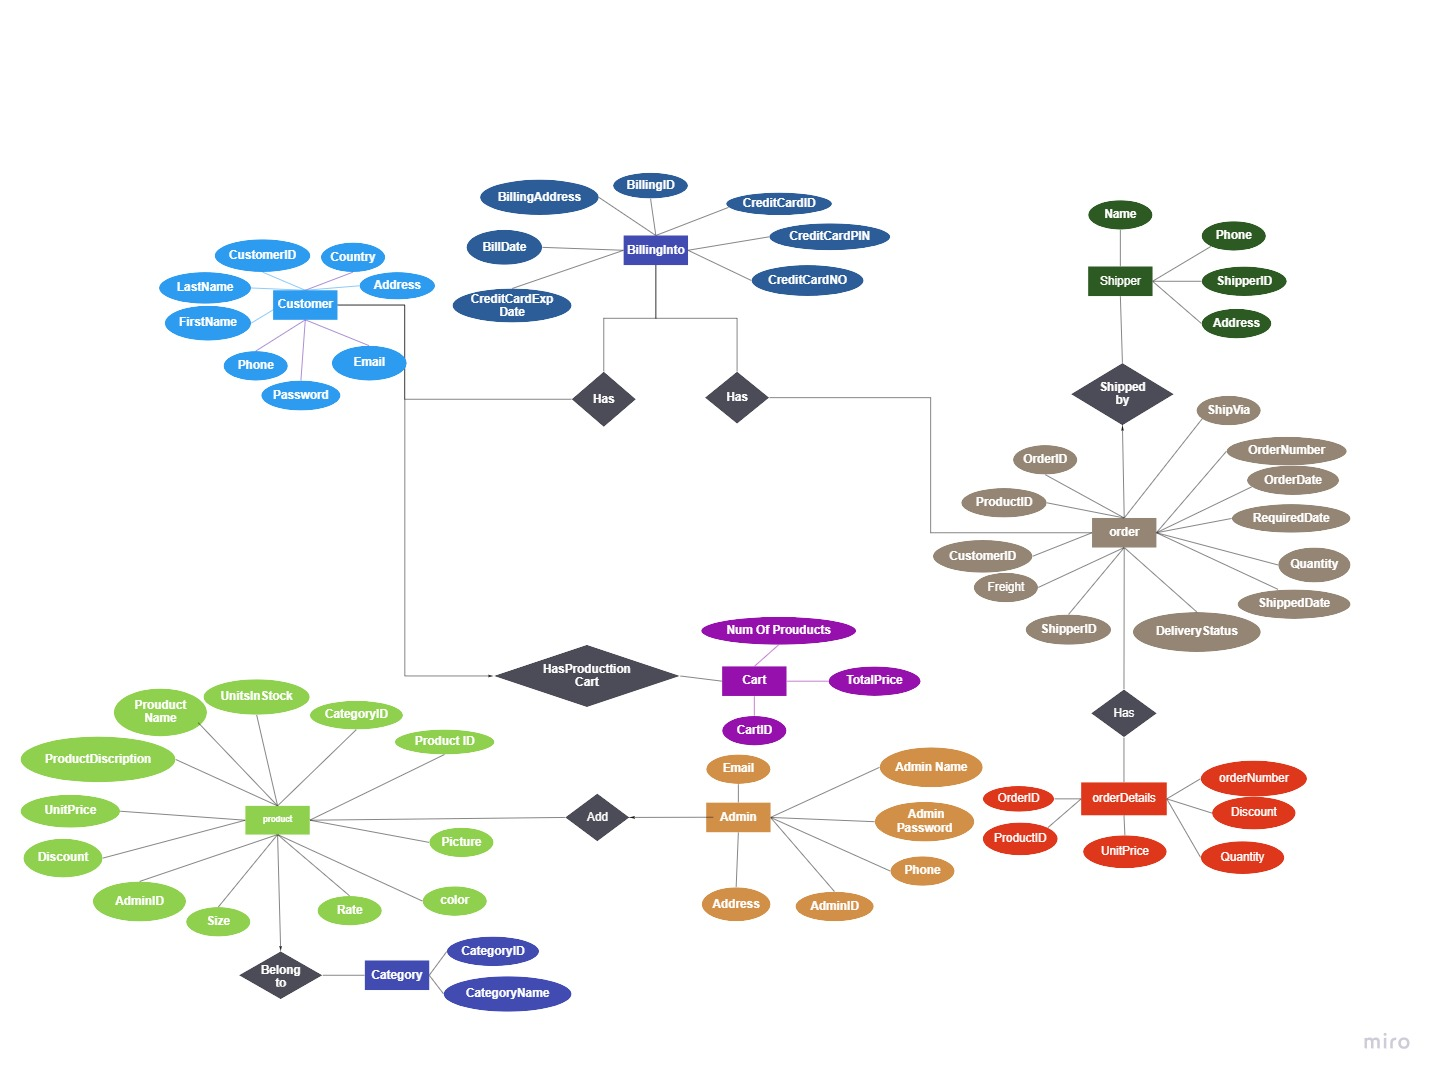 BillingAddress
BillingID
CreditCardID
BillDate
BillingInto
CreditCardPIN
CreditCardExp
Date
CreditCardNO
CustomerID
Country
LastName
Address
Customer
FirstName
Phone
Email
Password
Has
Has
Name
Phone
Shipper
ShipperID
Address
Shipped
by
ShipVia
OrderID
OrderNumber
OrderDate
ProductID
RequiredDate
order
CustomerID
Quantity
Freight
ShippedDate
ShipperID
DeliveryStatus
Has
HasProducttion
Cart
Num Of Prouducts
Cart
TotalPrice
CartID
Prouduct
Name
UnitsInStock
CategoryID
Product ID
ProductDiscription
UnitPrice
product
Discount
Picture
AdminID
Size
Rate
color
Add
Email
Admin Name
Admin
Admin
Password
Phone
Address
AdminID
OrderID
orderDetails
orderNumber
Discount
ProductID
UnitPrice
Quantity
Belong
to
Category
CategoryID
CategoryName
miro